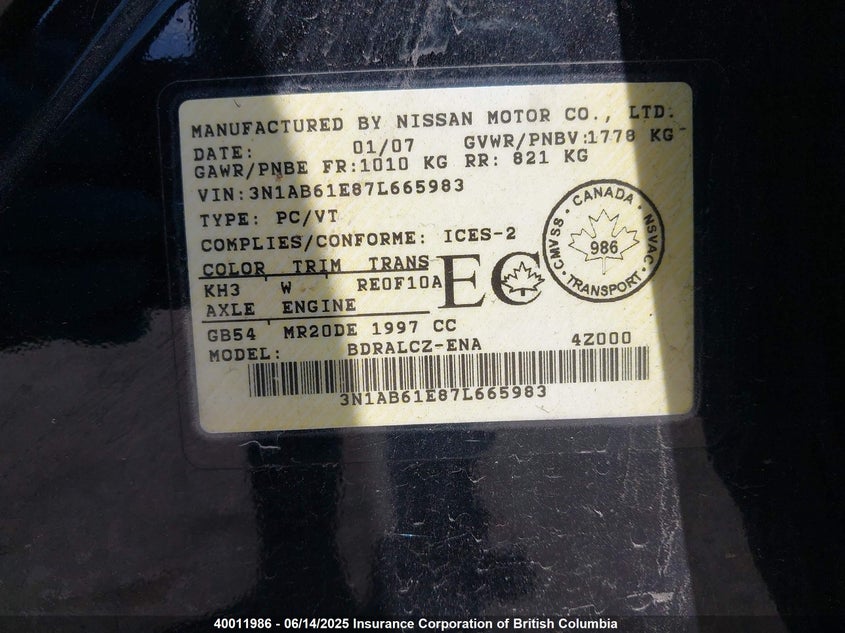 MANUFACTURED BY NISSAN MOTOR CO., LTD.
DATE: 01/07 GVWR/PNBV:1778 KG
GAWR/PNBE FR:1010 KG RR: 821 KG
VIN:3N1AB61E87L665983
TYPE: PC/VT
COMPLIES/CONFORME: ICES-2
COLOR TRIM TRANS
KH3 W RE0F10A
AXLE ENGINE
GB54 MR20DE 1997 CC
MODEL: BDRALCZ-ENA 4Z000
3N1AB61E87L665983
EC
CANADA · NSVAC · TRANSPORT · CMVSS ·
986
40011986 - 06/14/2025 Insurance Corporation of British Columbia